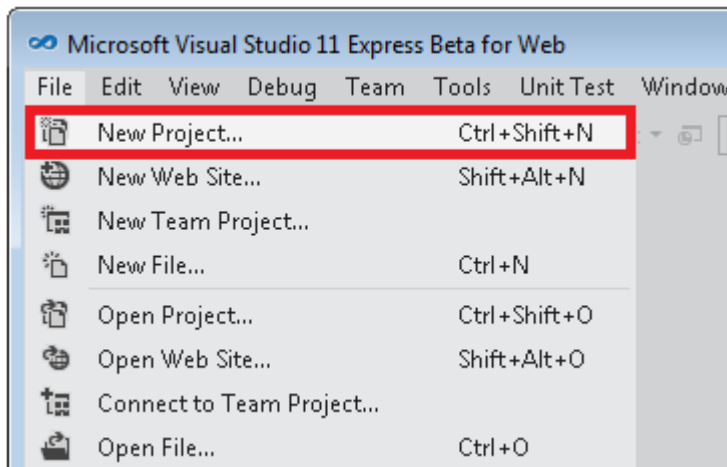 Microsoft Visual Studio 11 Express Beta for Web
File Edit View Debug Team Tools Unit Test Window
New Project... Ctrl+Shift+N
New Web Site... Shift+Alt+N
New Team Project...
New File... Ctrl+N
Open Project... Ctrl+Shift+O
Open Web Site... Shift+Alt+O
Connect to Team Project...
Open File... Ctrl+O